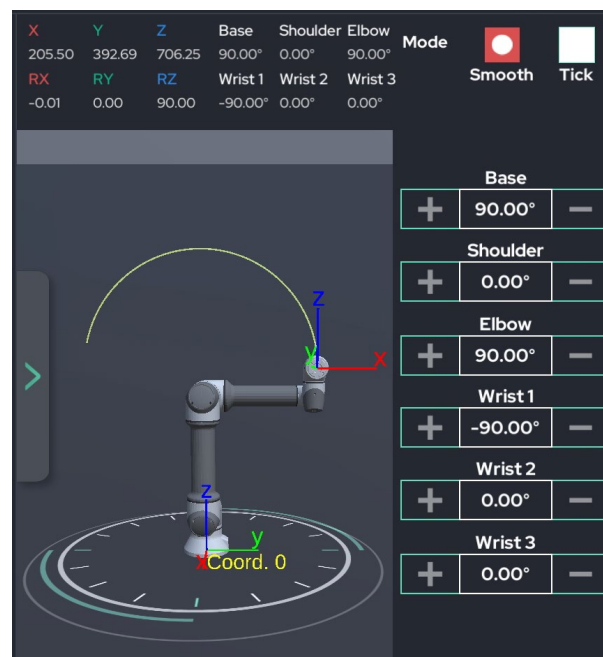 X Y Z Base Shoulder Elbow
205.50 392.69 706.25 90.00° 0.00° 90.00°
RX RY RZ Wrist 1 Wrist 2 Wrist 3
-0.01 0.00 90.00 -90.00° 0.00° 0.00°
Mode
Smooth Tick
Base
+ 90.00° −
Shoulder
+ 0.00° −
Elbow
+ 90.00° −
Wrist 1
+ -90.00° −
Wrist 2
+ 0.00° −
Wrist 3
+ 0.00° −
z
y x
z
y
x Coord. 0